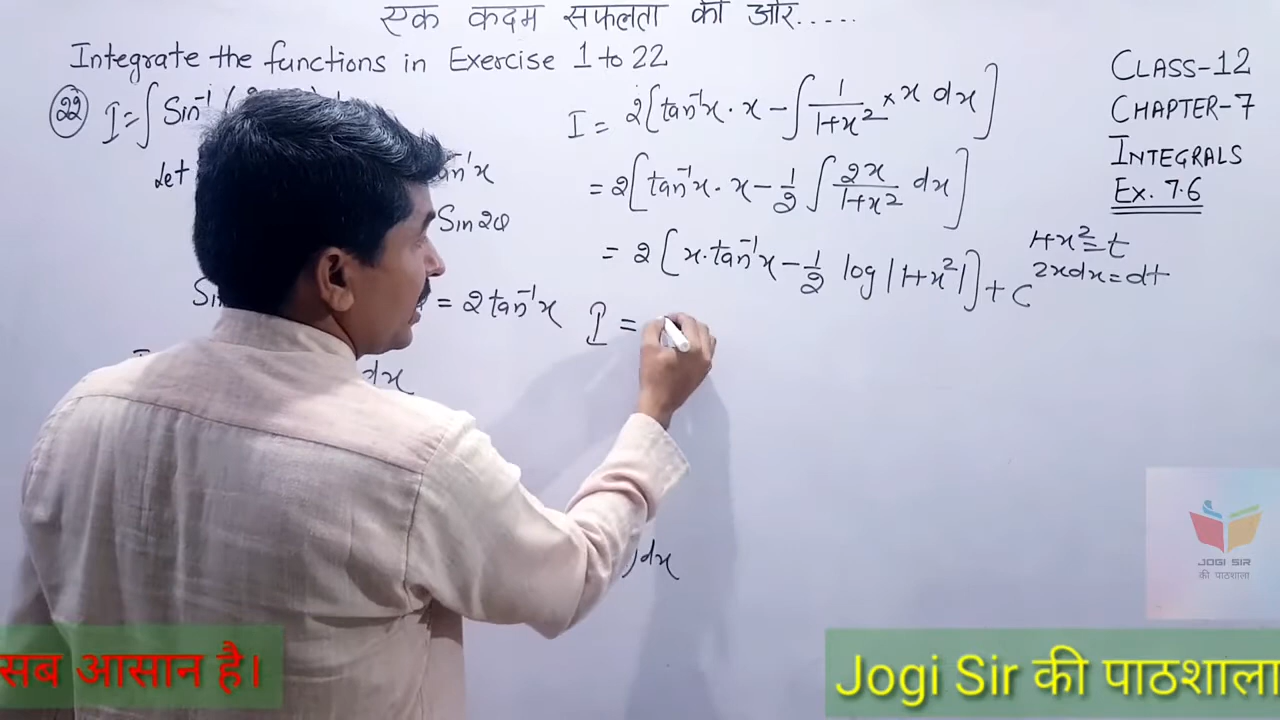 एक कदम सफलता की ओर.....
Integrate the functions in Exercise 1 to 22
(22) I = ∫ Sin⁻¹ (2
let
x
Sin2θ
= 2 tan⁻¹x
dx
I = 2[tan⁻¹x · x − ∫ 1/1+x² × x dx]
= 2[tan⁻¹x · x − 1/2 ∫ 2x/1+x² dx]
= 2[x·tan⁻¹x − 1/2 log|1+x²|] + C
1+x² = t
2xdx = dt
I =
)dx
CLASS-12
CHAPTER-7
INTEGRALS
Ex. 7.6
JOGI SIR
की पाठशाला
सब आसान है।
Jogi Sir की पाठशाला